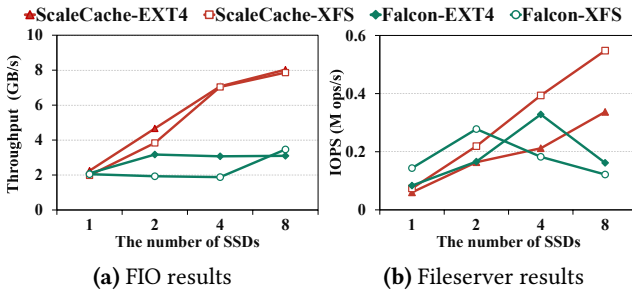 ScaleCache-EXT4 ScaleCache-XFS Falcon-EXT4 Falcon-XFS
Throughput (GB/s)
10
8
6
4
2
0
1 2 4 8
The number of SSDs
(a) FIO results
IOPS (M ops/s)
0.6
0.4
0.2
0
1 2 4 8
The number of SSDs
(b) Fileserver results